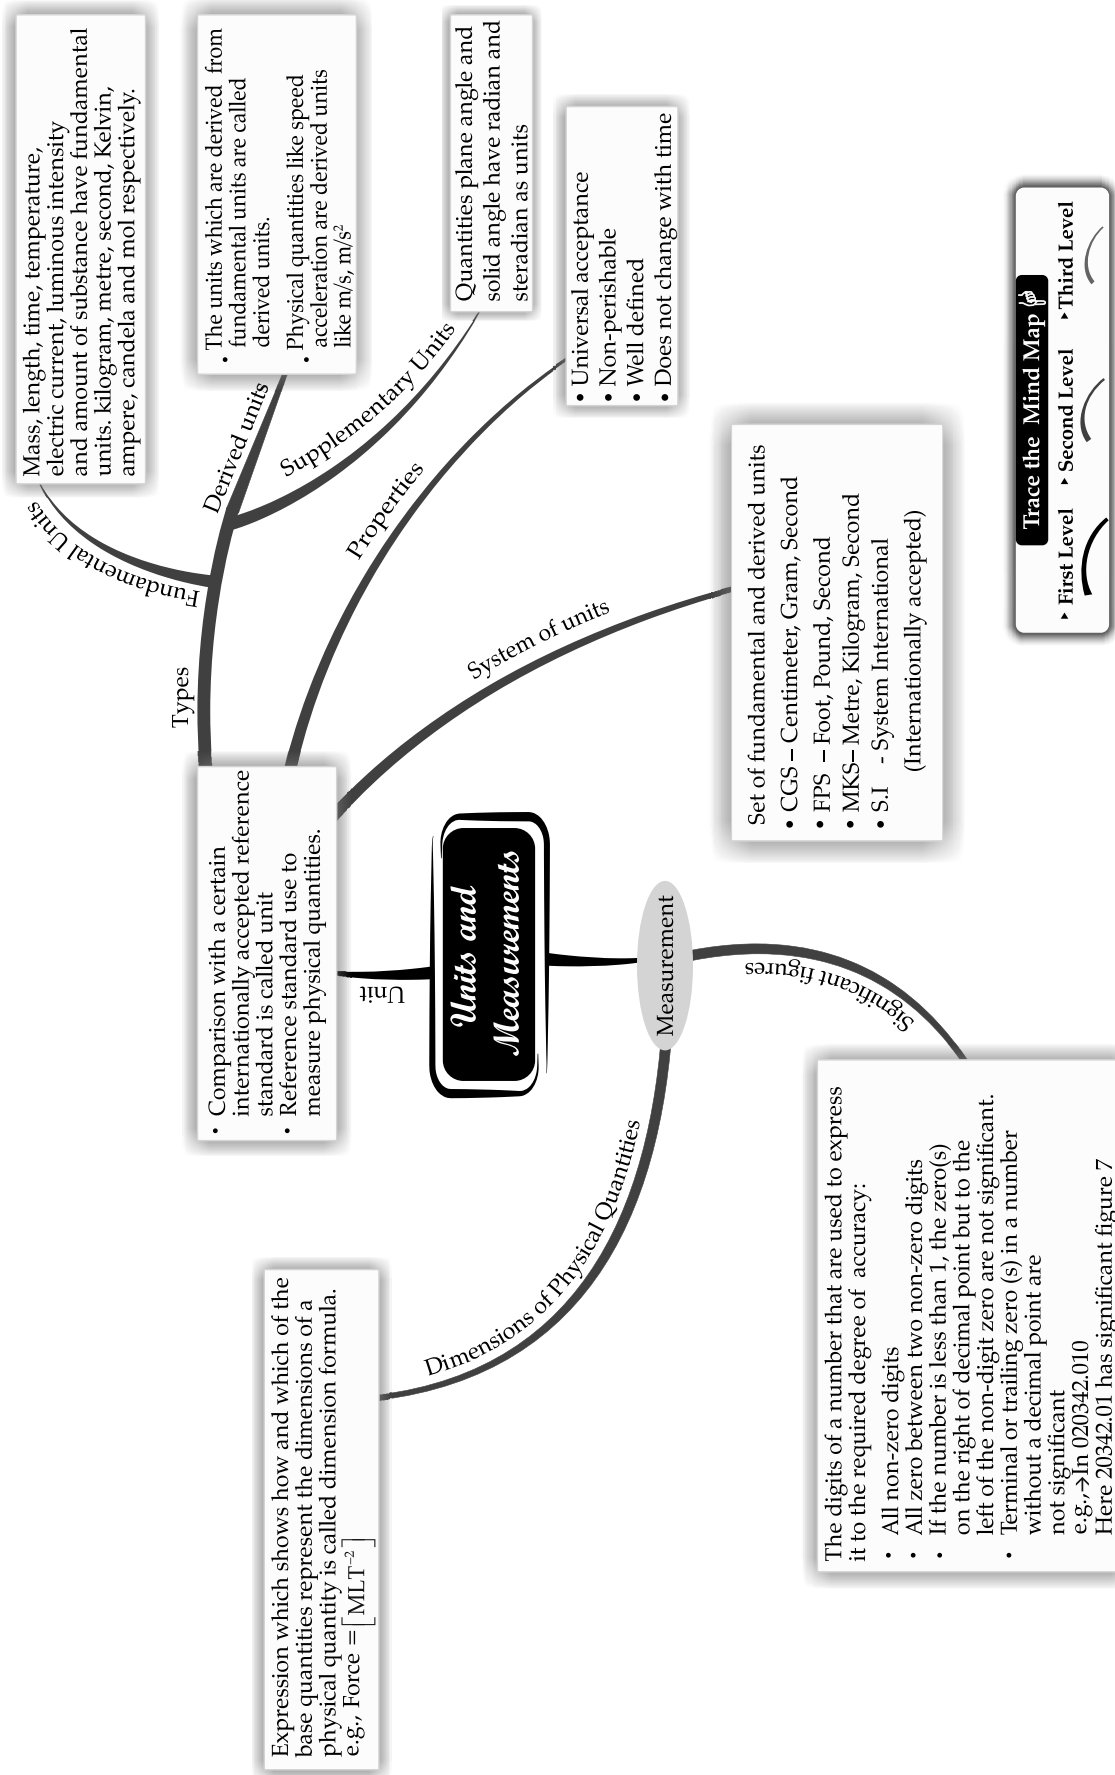 Units and
Measurements
Unit
• Comparison with a certain
internationally accepted reference
standard is called unit
• Reference standard use to
measure physical quantities.
Types
Fundamental Units
Mass, length, time, temperature,
electric current, luminous intensity
and amount of substance have fundamental
units. kilogram, metre, second, Kelvin,
ampere, candela and mol respectively.
Derived units
• The units which are derived from
fundamental units are called
derived units.
• Physical quantities like speed
acceleration are derived units
like m/s, m/s²
Supplementary Units
Quantities plane angle and
solid angle have radian and
steradian as units
Properties
• Universal acceptance
• Non-perishable
• Well defined
• Does not change with time
System of units
Set of fundamental and derived units
• CGS – Centimeter, Gram, Second
• FPS – Foot, Pound, Second
• MKS– Metre, Kilogram, Second
• S.I - System International
(Internationally accepted)
Measurement
Dimensions of Physical Quantities
Expression which shows how and which of the
base quantities represent the dimensions of a
physical quantity is called dimension formula.
e.g., Force = [MLT⁻²]
Significant figures
The digits of a number that are used to express
it to the required degree of accuracy:
• All non-zero digits
• All zero between two non-zero digits
• If the number is less than 1, the zero(s)
on the right of decimal point but to the
left of the non-digit zero are not significant.
• Terminal or trailing zero (s) in a number
without a decimal point are
not significant
e.g.,→In 020342.010
Here 20342.01 has significant figure 7
Trace the Mind Map
▸ First Level ▸ Second Level ▸ Third Level